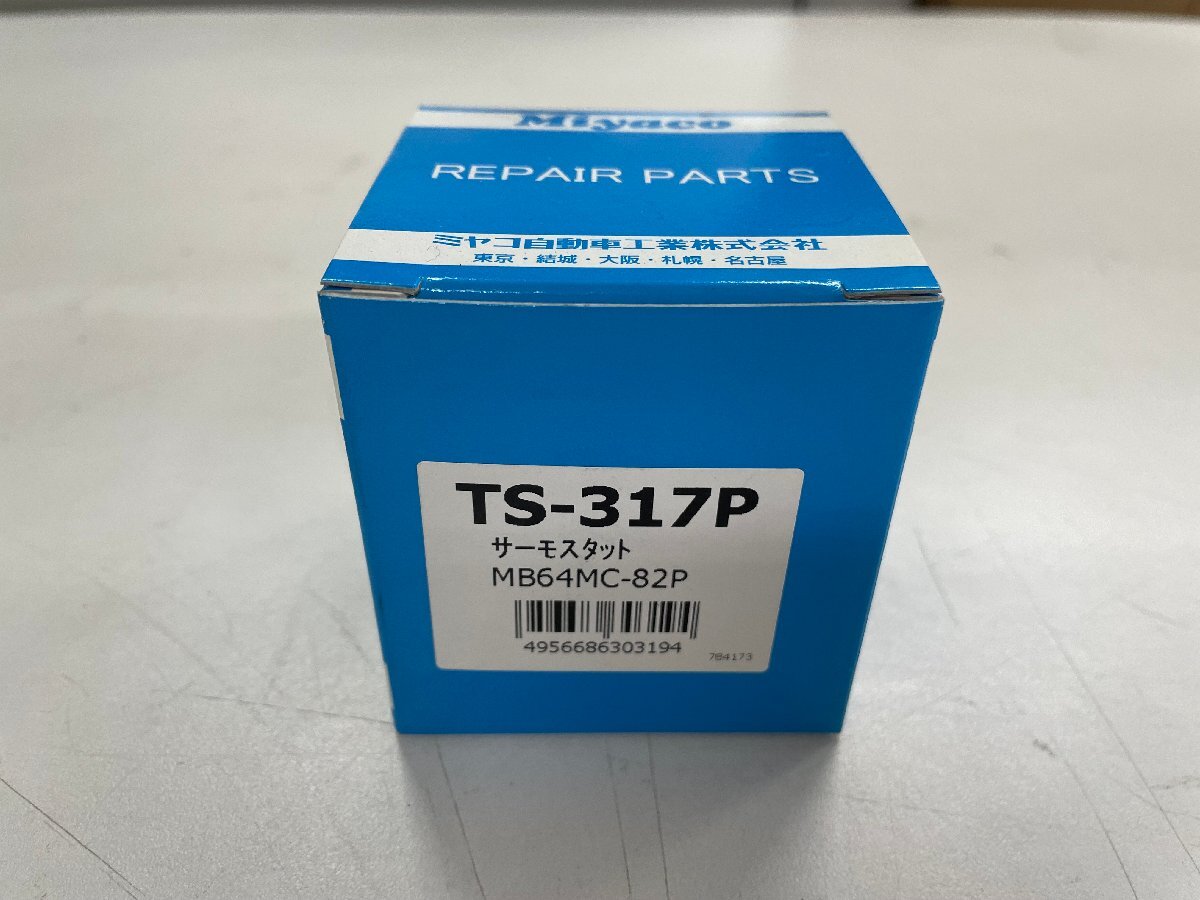 Miyaco
REPAIR PARTS
ミヤコ自動車工業株式会社
東京・結城・大阪・札幌・名古屋
TS-317P
サーモスタット
MB64MC-82P
4956686303194
7B4173